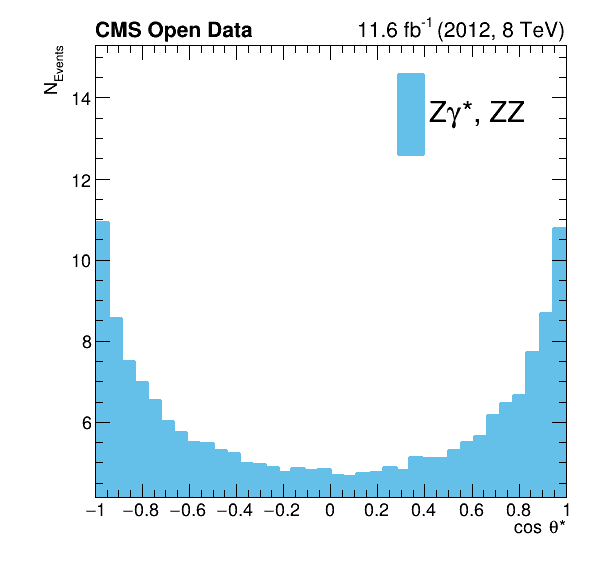 CMS Open Data 11.6 fb⁻¹ (2012, 8 TeV)
N_Events
Zγ*, ZZ
14
12
10
8
6
−1 −0.8 −0.6 −0.4 −0.2 0 0.2 0.4 0.6 0.8 1
cos θ*